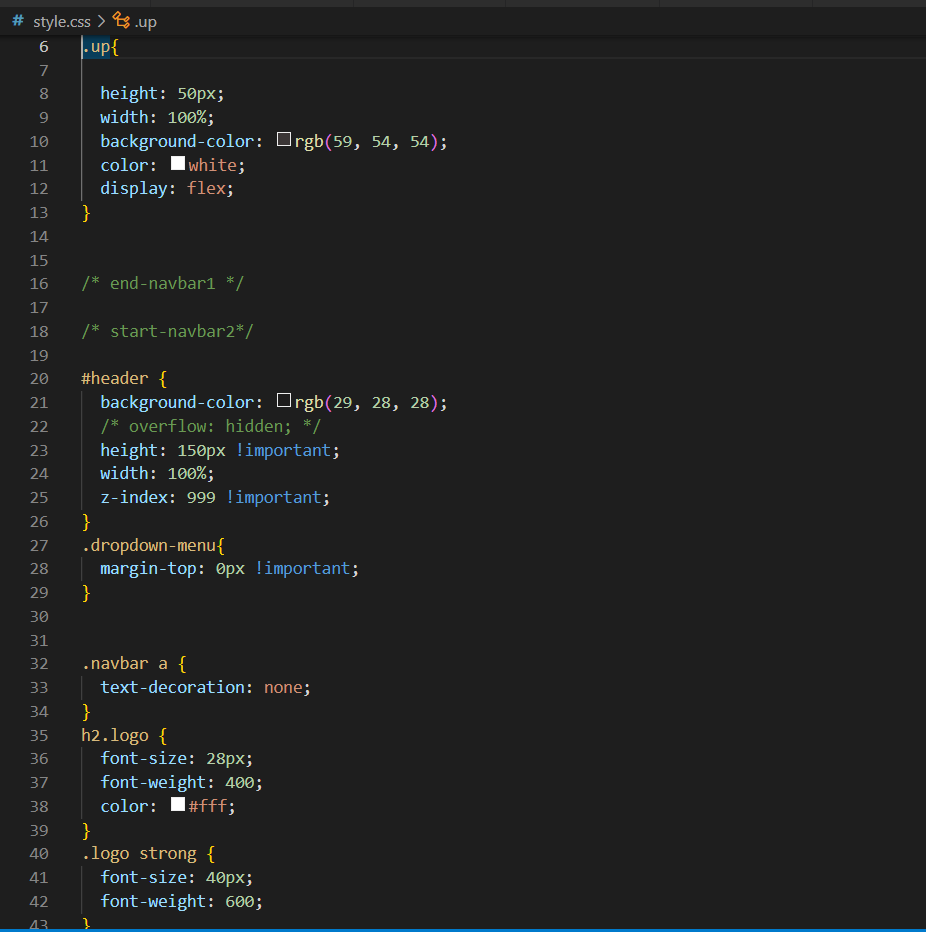 # style.css > .up
6 .up{
7
8 height: 50px;
9 width: 100%;
10 background-color: rgb(59, 54, 54);
11 color: white;
12 display: flex;
13 }
14
15
16 /* end-navbar1 */
17
18 /* start-navbar2*/
19
20 #header {
21 background-color: rgb(29, 28, 28);
22 /* overflow: hidden; */
23 height: 150px !important;
24 width: 100%;
25 z-index: 999 !important;
26 }
27 .dropdown-menu{
28 margin-top: 0px !important;
29 }
30
31
32 .navbar a {
33 text-decoration: none;
34 }
35 h2.logo {
36 font-size: 28px;
37 font-weight: 400;
38 color: #fff;
39 }
40 .logo strong {
41 font-size: 40px;
42 font-weight: 600;
43 }